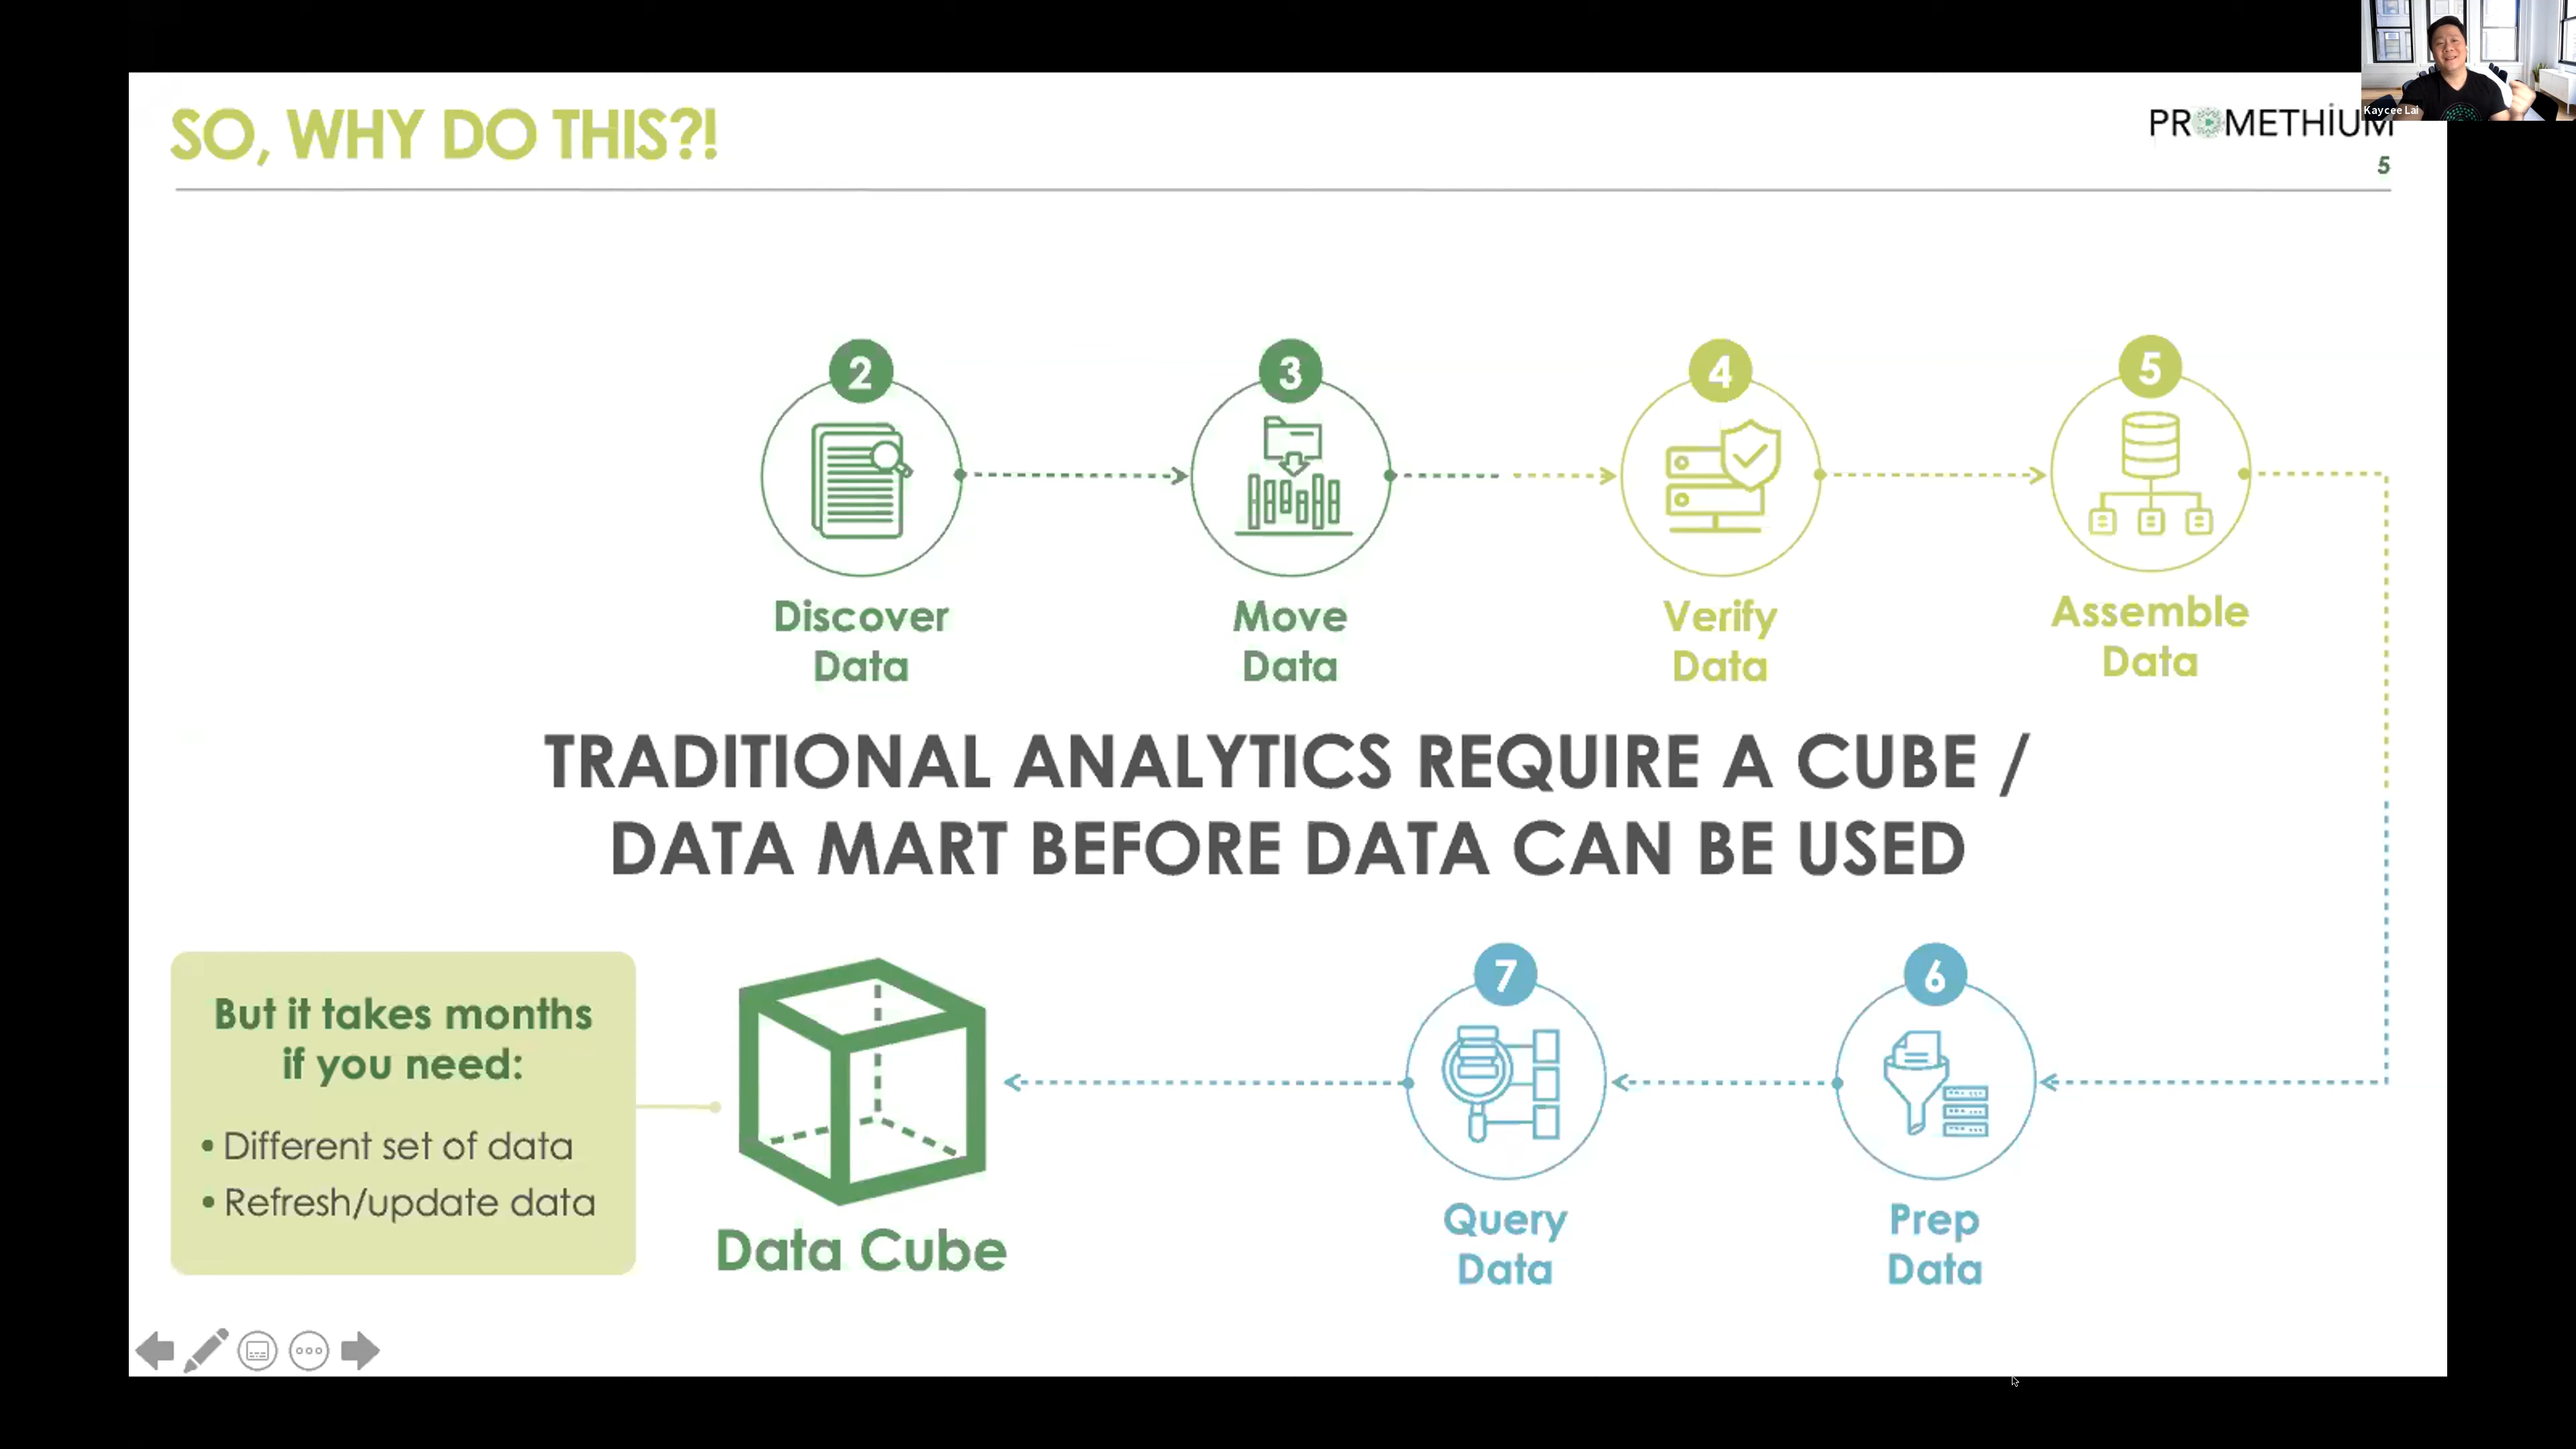 Kaycee Lai
SO, WHY DO THIS?!
PROMETHIUM
5
2
3
4
5
Discover
Data
Move
Data
Verify
Data
Assemble
Data
TRADITIONAL ANALYTICS REQUIRE A CUBE /
DATA MART BEFORE DATA CAN BE USED
But it takes months
if you need:
• Different set of data
• Refresh/update data
Data Cube
7
Query
Data
6
Prep
Data